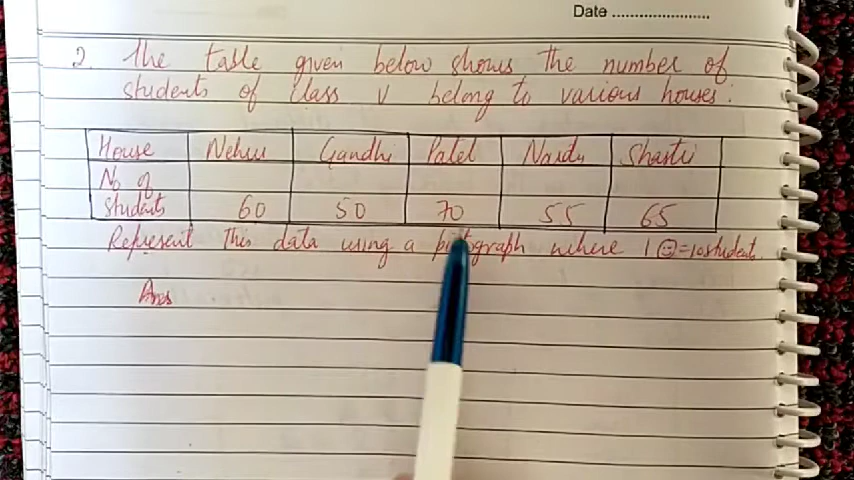 Date ........................
2. The table given below shows the number of
students of Class V belong to various houses:
House Nehru Gandhi Patel Naidu Shastri
No of
students 60 50 70 55 65
Represent this data using a pictograph where 1 ☺=10 student.
Ans